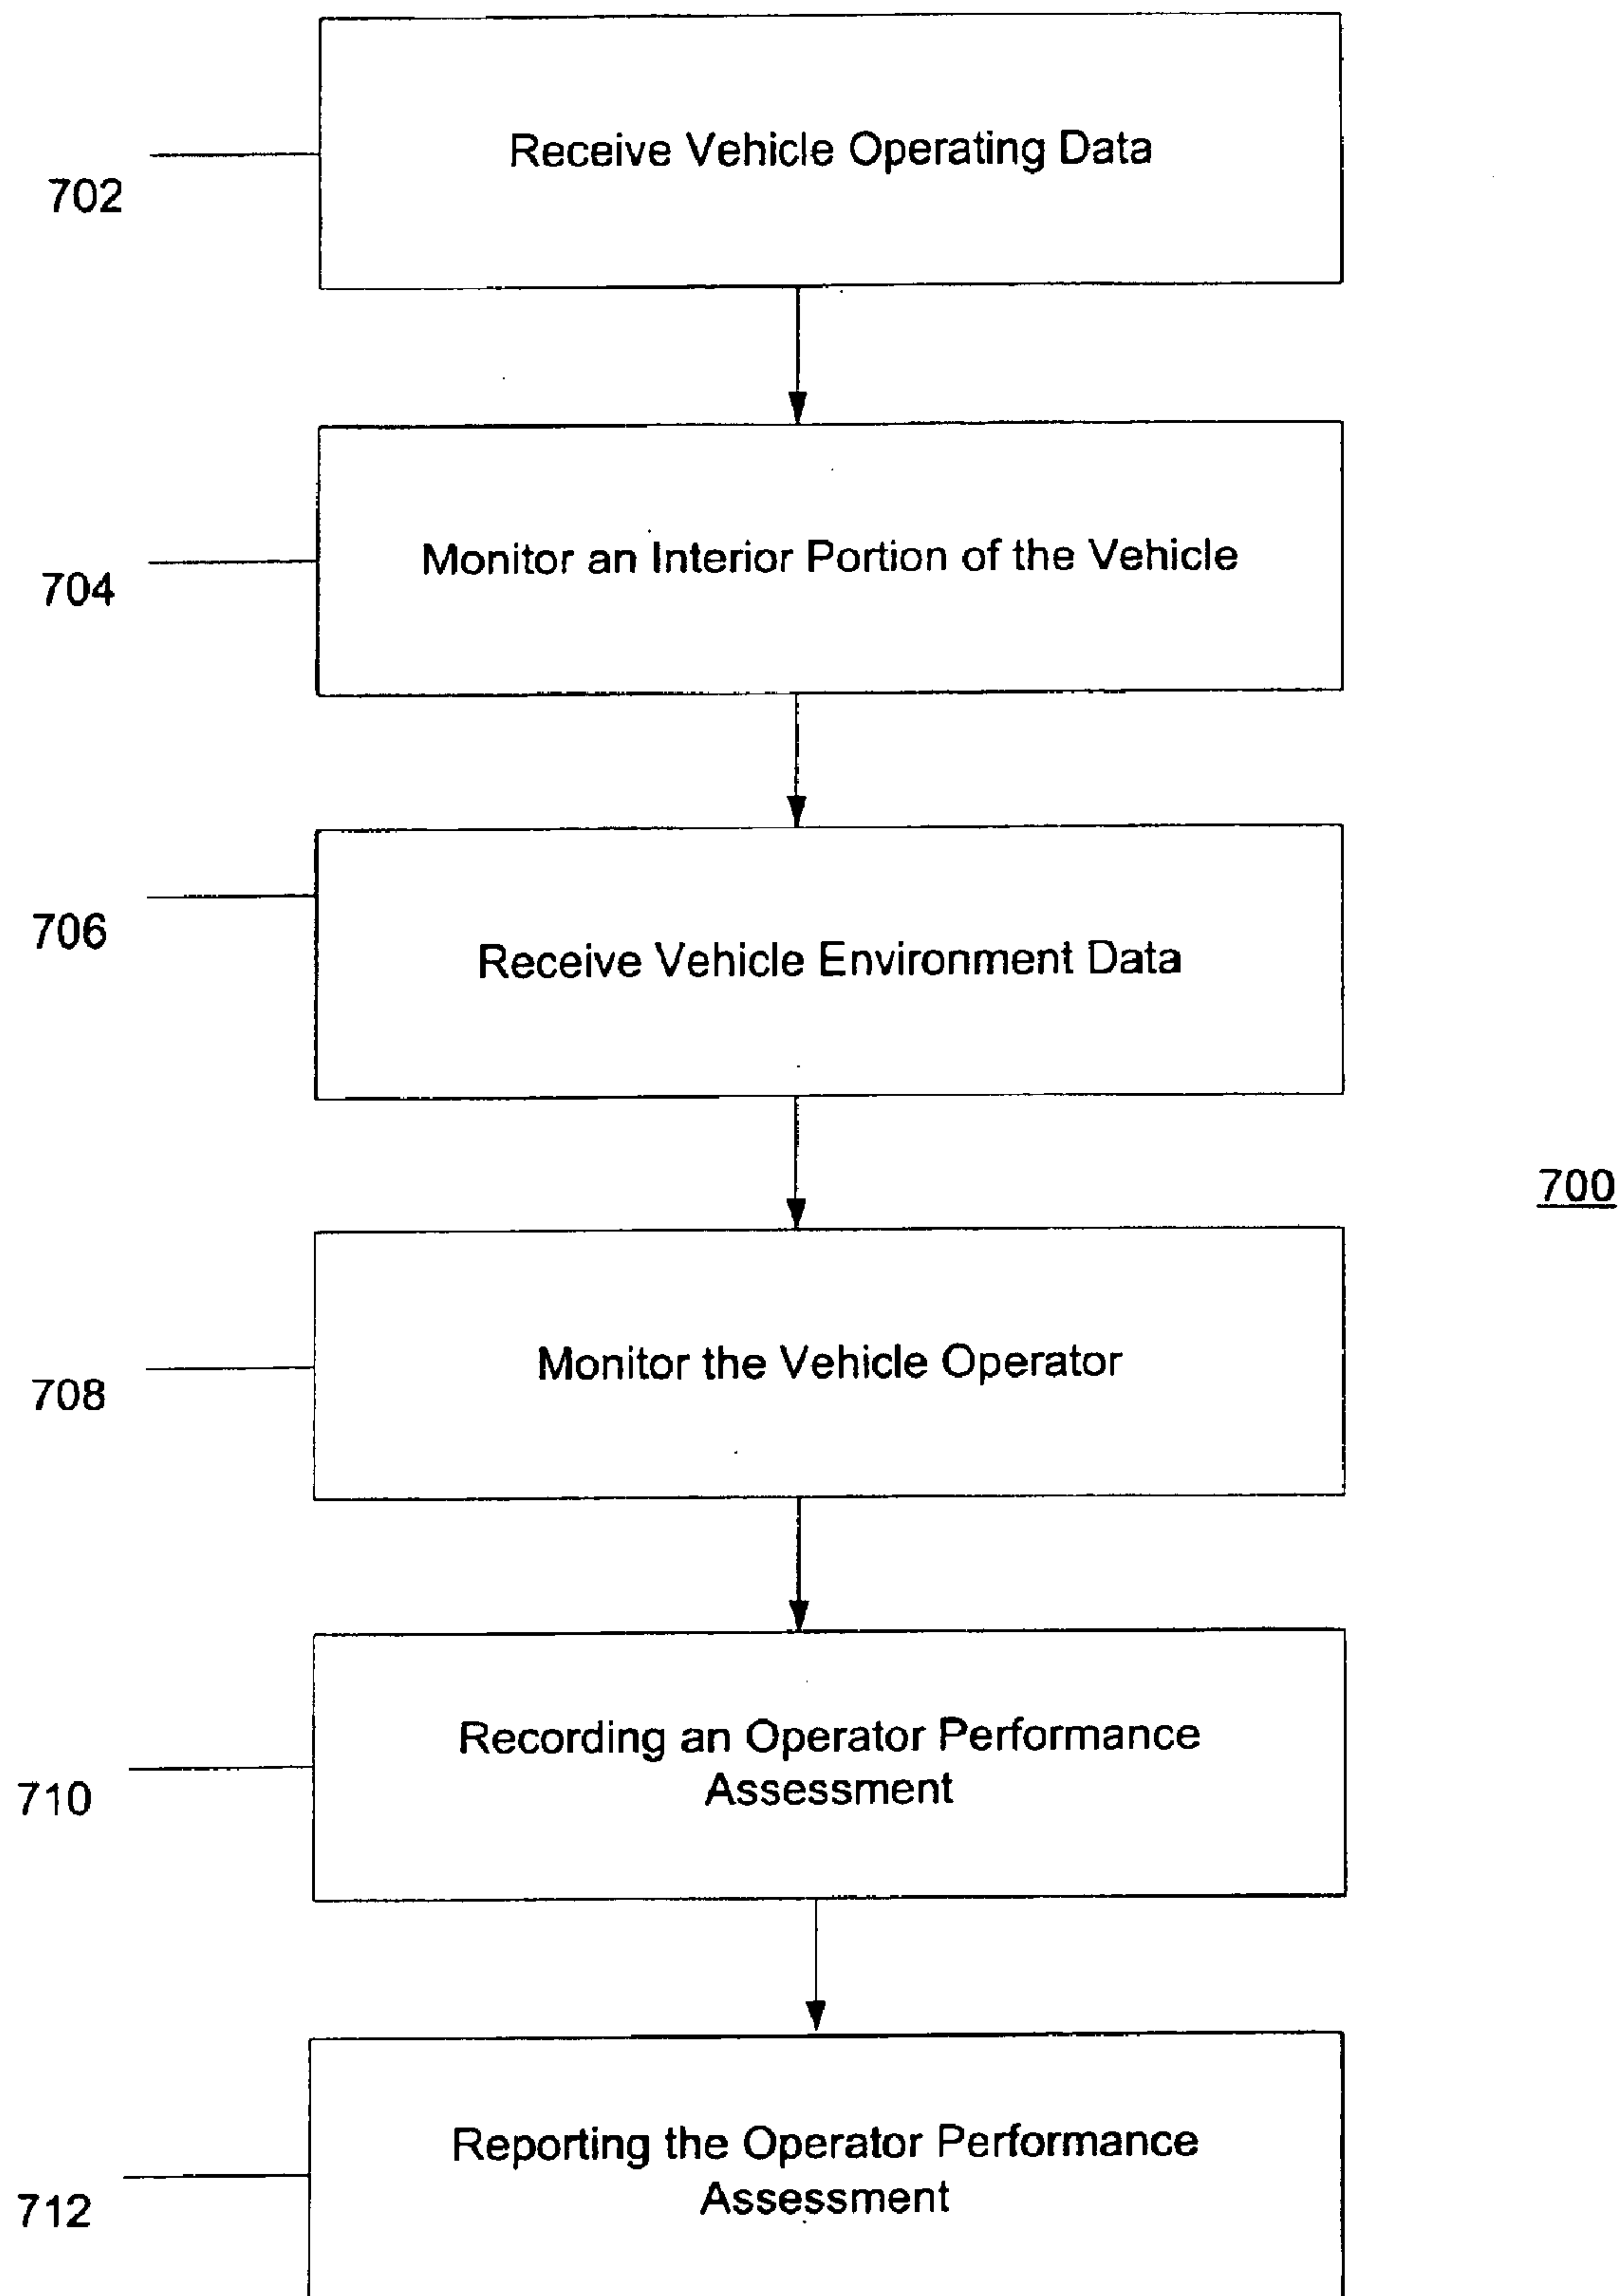 Receive Vehicle Operating Data
702
Monitor an Interior Portion of the Vehicle
704
706
Receive Vehicle Environment Data
700
Monitor the Vehicle Operator
708
Recording an Operator Performance
Assessment
710
Reporting the Operator Performance
Assessment
712